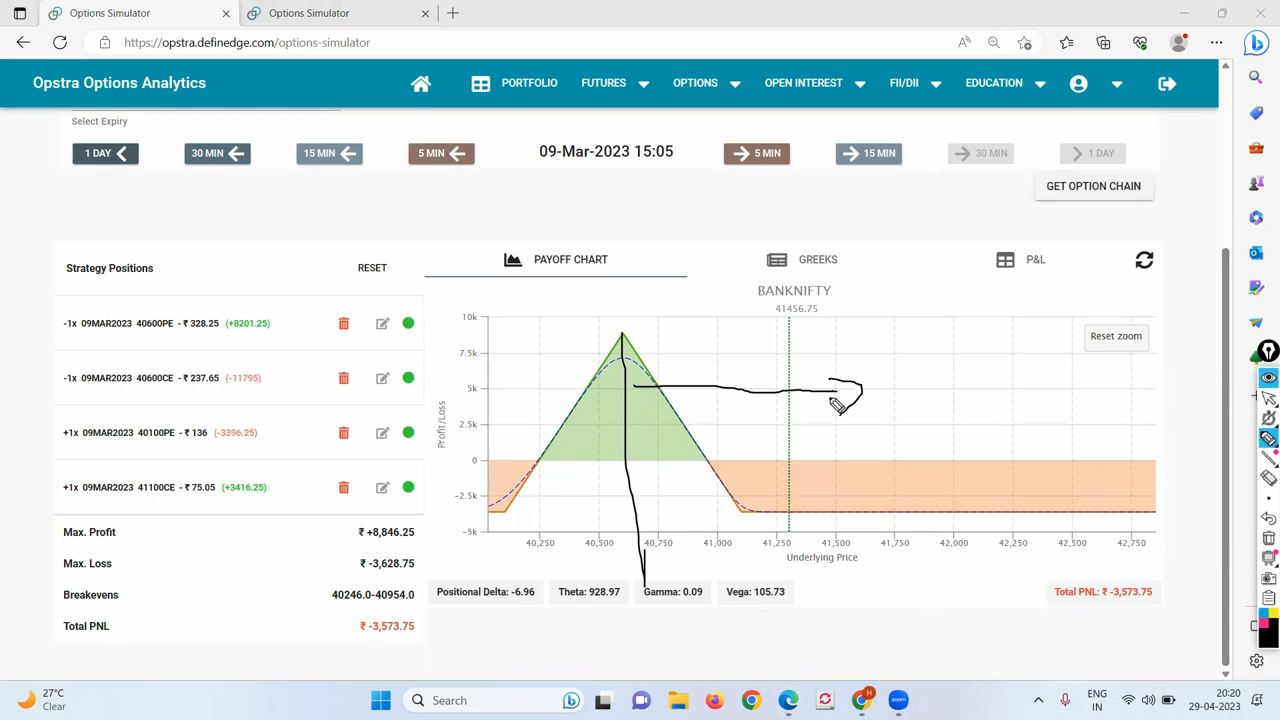 Options Simulator
Options Simulator
https://opstra.definedge.com/options-simulator
Opstra Options Analytics
PORTFOLIO
FUTURES
OPTIONS
OPEN INTEREST
FII/DII
EDUCATION
Select Expiry
1 DAY
30 MIN
15 MIN
5 MIN
09-Mar-2023 15:05
5 MIN
15 MIN
30 MIN
1 DAY
GET OPTION CHAIN
Strategy Positions
RESET
-1x 09MAR2023 40600PE - ₹ 328.25 (+8201.25)
-1x 09MAR2023 40600CE - ₹ 237.65 (-11795)
+1x 09MAR2023 40100PE - ₹ 136 (-3396.25)
+1x 09MAR2023 41100CE - ₹ 75.05 (+3416.25)
Max. Profit ₹ +8,846.25
Max. Loss ₹ -3,628.75
Breakevens 40246.0-40954.0
Total PNL ₹ -3,573.75
PAYOFF CHART
GREEKS
P&L
BANKNIFTY
41456.75
Reset zoom
10k
7.5k
5k
2.5k
0
-2.5k
-5k
Profit/Loss
40,250 40,500 40,750 41,000 41,250 41,500 41,750 42,000 42,250 42,500 42,750
Underlying Price
Positional Delta: -6.96
Theta: 928.97
Gamma: 0.09
Vega: 105.73
Total PNL: ₹ -3,573.75
27°C
Clear
Search
ENG
IN
20:20
29-04-2023